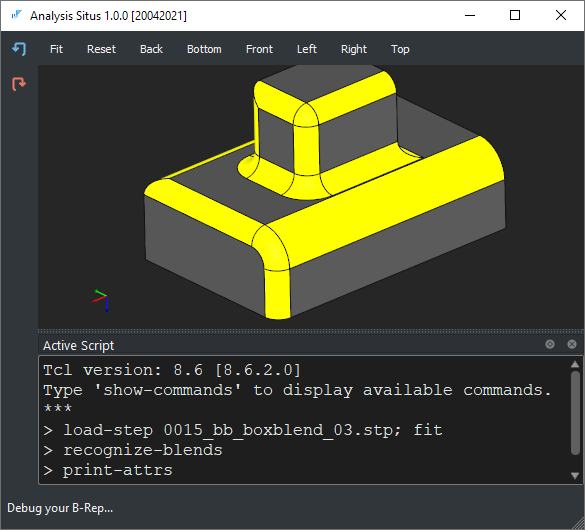 Analysis Situs 1.0.0 [20042021]
Fit Reset Back Bottom Front Left Right Top
Active Script
Tcl version: 8.6 [8.6.2.0]
Type 'show-commands' to display available commands.
***
> load-step 0015_bb_boxblend_03.stp; fit
> recognize-blends
> print-attrs
Debug your B-Rep...